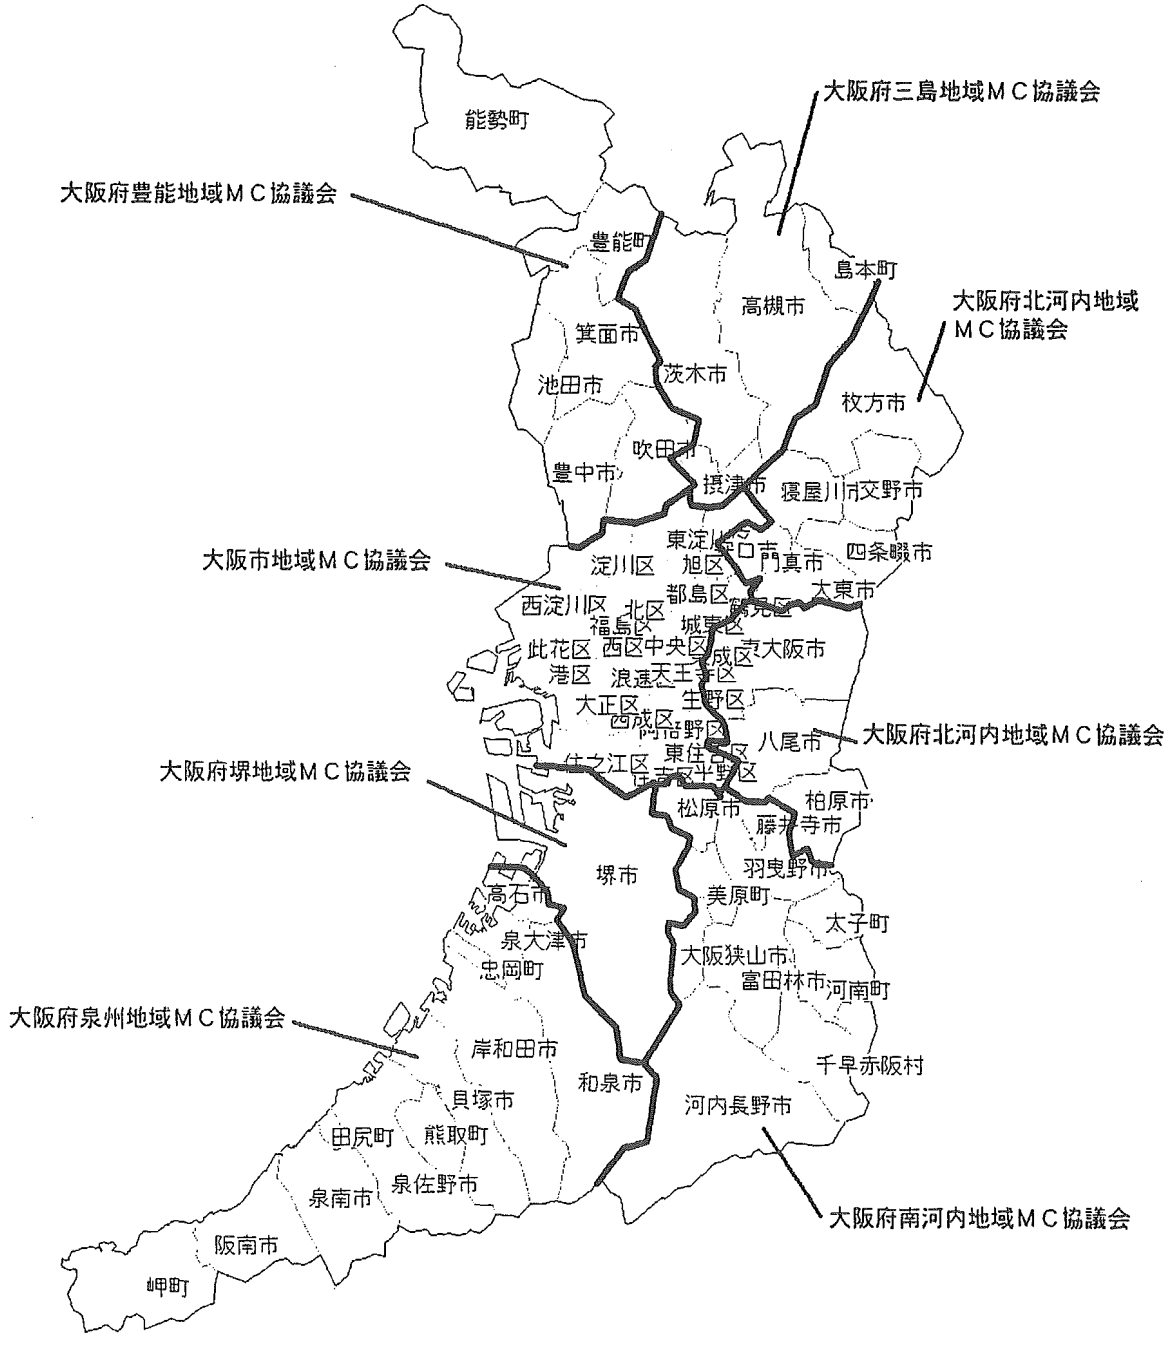 大阪府三島地域ＭＣ協議会
能勢町
大阪府豊能地域ＭＣ協議会
豊能町
島本町
大阪府北河内地域
ＭＣ協議会
高槻市
箕面市
茨木市
池田市
枚方市
吹田市
豊中市
摂津市
寝屋川市
交野市
東淀川
口市
大阪市地域ＭＣ協議会
淀川区
旭区
門真市
四条畷市
都島区
大東市
西淀川区
北区
鶴見区
福島区
城東区
此花区
西区
中央区
成区
東大阪市
港区
浪速
天王寺区
大正区
生野区
西成区
阿倍野区
八尾市
大阪府北河内地域ＭＣ協議会
東住吉区
住之江区
住吉区
平野区
大阪府堺地域ＭＣ協議会
松原市
柏原市
藤井寺市
堺市
羽曳野市
高石市
美原町
太子町
泉大津市
大阪狭山市
忠岡町
富田林市
河南町
大阪府泉州地域ＭＣ協議会
岸和田市
千早赤阪村
和泉市
貝塚市
河内長野市
田尻町
熊取町
泉佐野市
泉南市
大阪府南河内地域ＭＣ協議会
阪南市
岬町